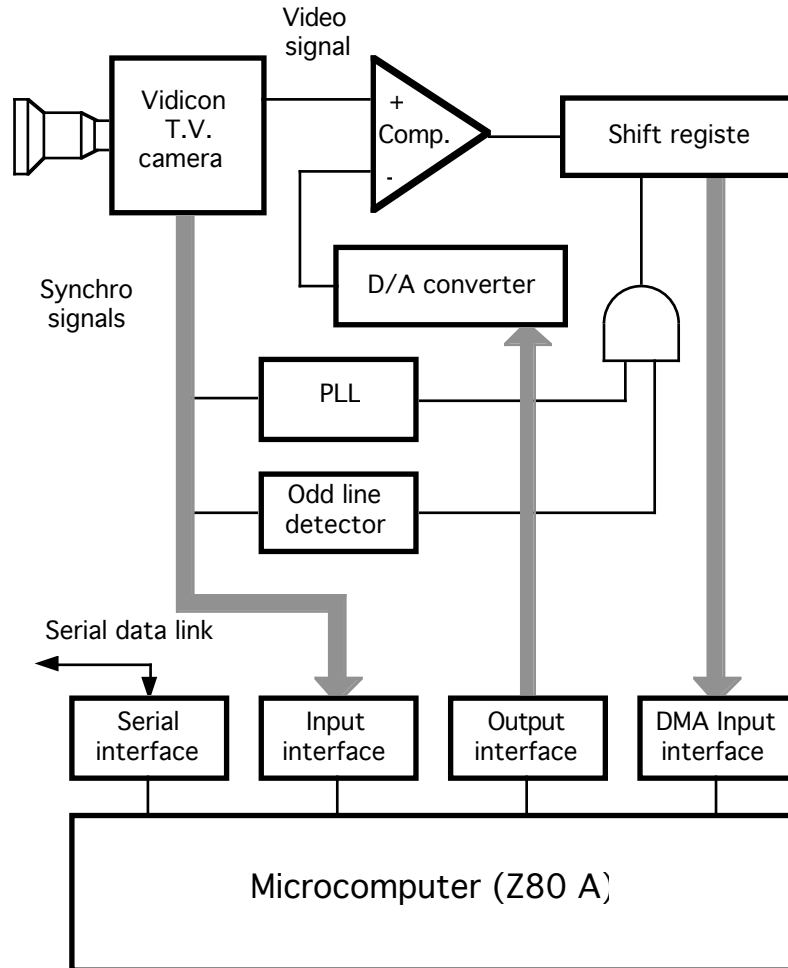 Video
signal
Vidicon
T.V.
camera
+
Comp.
-
Shift registe
D/A converter
Synchro
signals
PLL
Odd line
detector
Serial data link
Serial
interface
Input
interface
Output
interface
DMA Input
interface
Microcomputer (Z80 A)